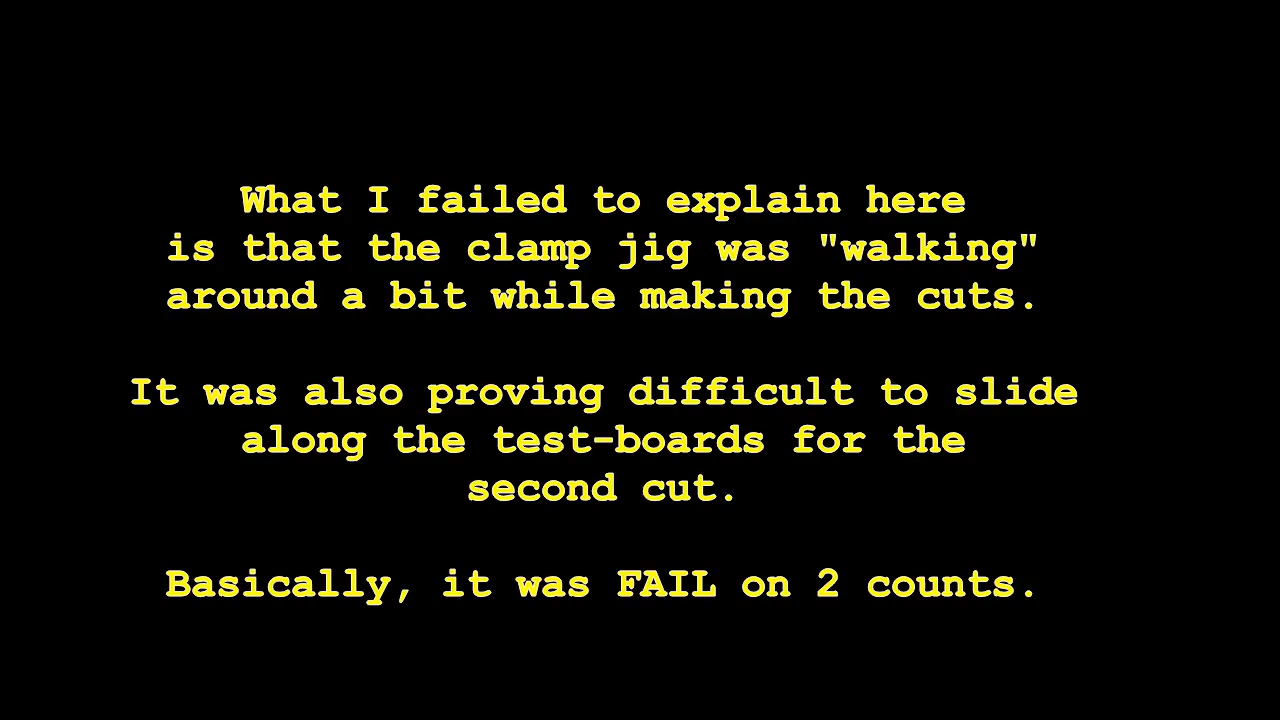 What I failed to explain here
is that the clamp jig was "walking"
around a bit while making the cuts.
It was also proving difficult to slide
along the test-boards for the
second cut.
Basically, it was FAIL on 2 counts.